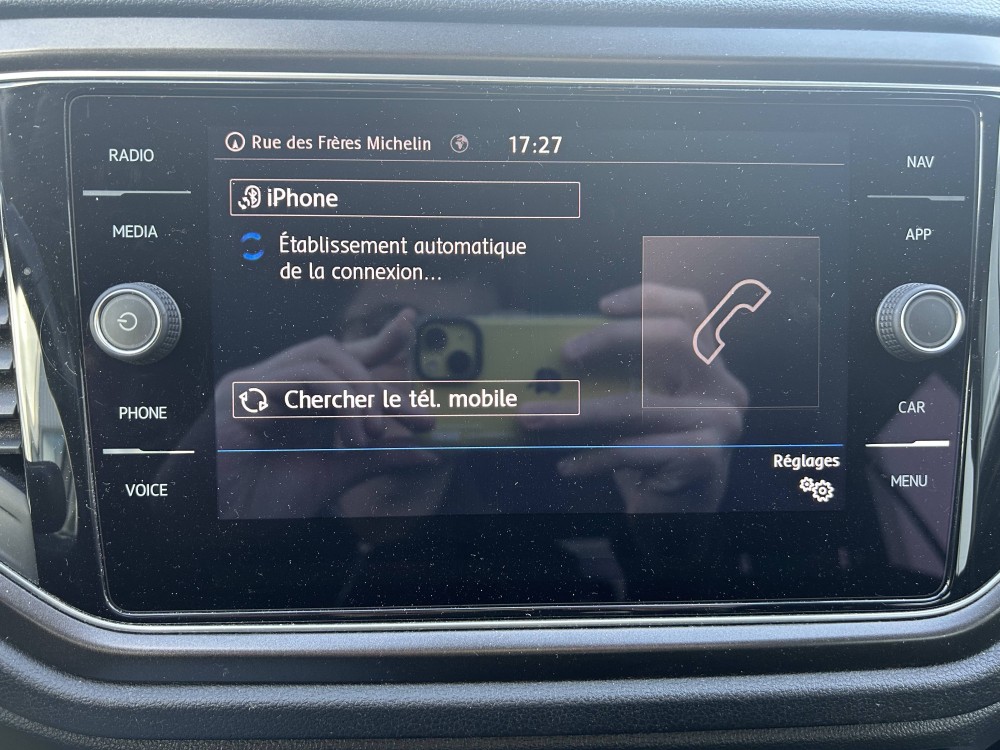 Rue des Frères Michelin 17:27
RADIO
NAV
iPhone
MEDIA
APP
Établissement automatique
de la connexion...
Chercher le tél. mobile
PHONE
CAR
Réglages
VOICE
MENU